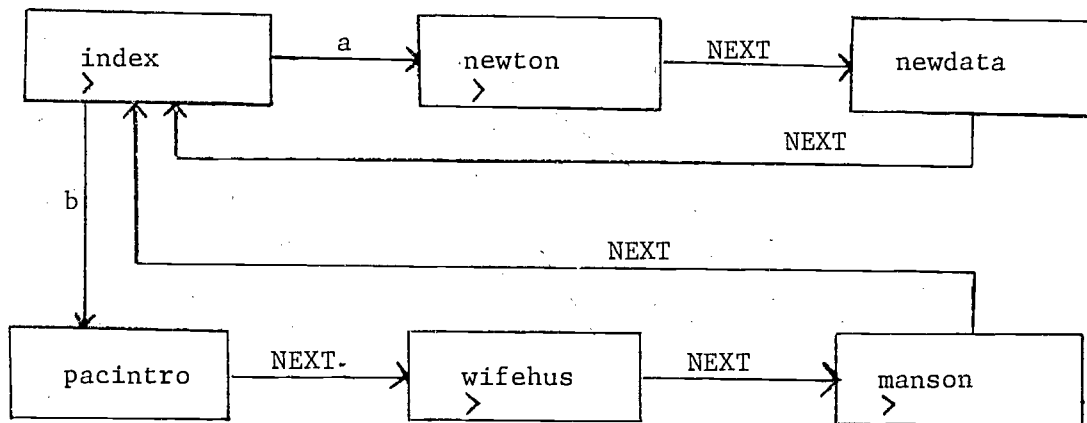 index
>
a
newton
>
NEXT
newdata
NEXT
b
NEXT
pacintro
NEXT
wifehus
>
NEXT
manson
>